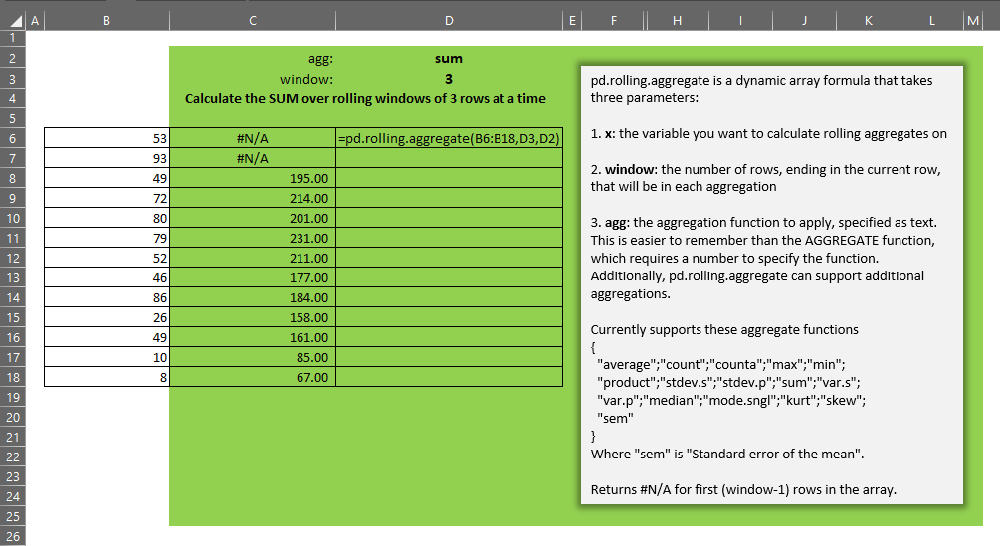 A B C D E F H I J K L M
1
2 agg: sum
3 window: 3
4 Calculate the SUM over rolling windows of 3 rows at a time
5
6 53 #N/A =pd.rolling.aggregate(B6:B18,D3,D2)
7 93 #N/A
8 49 195.00
9 72 214.00
10 80 201.00
11 79 231.00
12 52 211.00
13 46 177.00
14 86 184.00
15 26 158.00
16 49 161.00
17 10 85.00
18 8 67.00
19
20
21
22
23
24
25
26
pd.rolling.aggregate is a dynamic array formula that takes
three parameters:
1. x: the variable you want to calculate rolling aggregates on
2. window: the number of rows, ending in the current row,
that will be in each aggregation
3. agg: the aggregation function to apply, specified as text.
This is easier to remember than the AGGREGATE function,
which requires a number to specify the function.
Additionally, pd.rolling.aggregate can support additional
aggregations.
Currently supports these aggregate functions
{
"average";"count";"counta";"max";"min";
"product";"stdev.s";"stdev.p";"sum";"var.s";
"var.p";"median";"mode.sngl";"kurt";"skew";
"sem"
}
Where "sem" is "Standard error of the mean".
Returns #N/A for first (window-1) rows in the array.